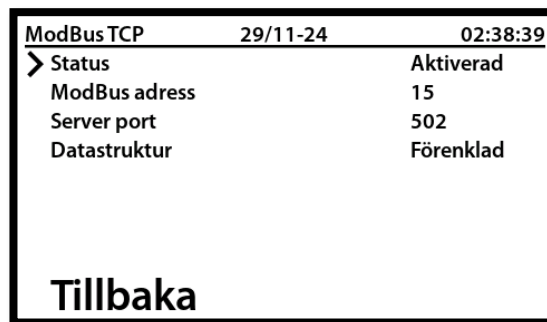 ModBus TCP 29/11-24 02:38:39
Status Aktiverad
ModBus adress 15
Server port 502
Datastruktur Förenklad
Tillbaka